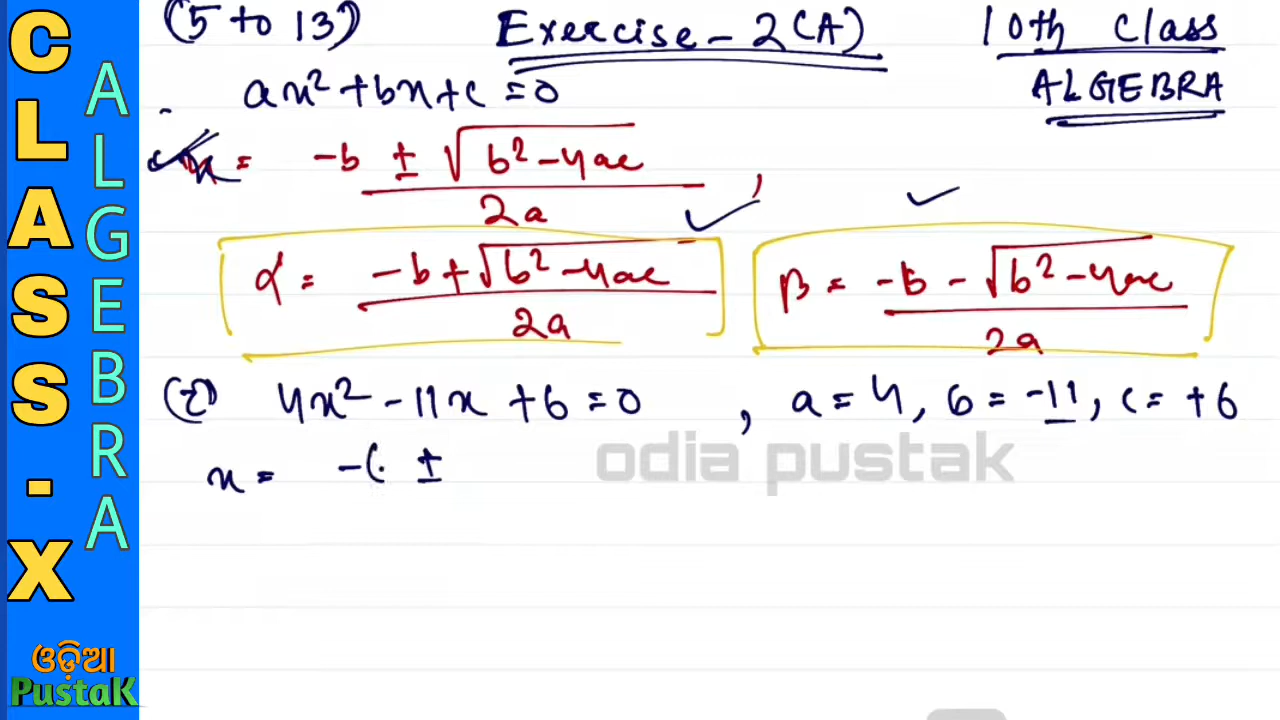 CLASS-X
ALGEBRA
ଓଡ଼ିଆ
PustaK
(5 to 13) Exercise - 2(A) 10th Class
ALGEBRA
ax² + bx + c = 0
x = -b ± √b² - 4ac / 2a ,
α = -b + √b² - 4ac / 2a
β = -b - √b² - 4ac / 2a
4x² - 11x + 6 = 0 , a = 4, b = -11, c = +6
x = -( ±
odia pustak